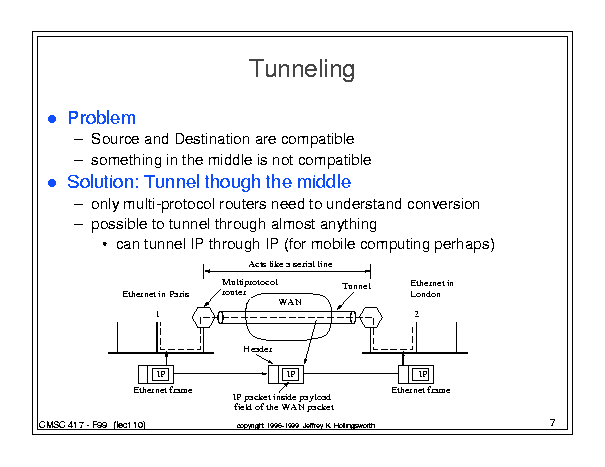 Tunneling
● Problem
– Source and Destination are compatible
– something in the middle is not compatible
● Solution: Tunnel though the middle
– only multi-protocol routers need to understand conversion
– possible to tunnel through almost anything
• can tunnel IP through IP (for mobile computing perhaps)
Acts like a serial line
Ethernet in Paris
Multiprotocol
router
WAN
Tunnel
Ethernet in
London
1
2
Header
IP
IP
IP
Ethernet frame
IP packet inside payload
field of the WAN packet
Ethernet frame
CMSC 417 - F99 (lect 10)
copyright 1996-1999 Jeffrey K. Hollingsworth
7